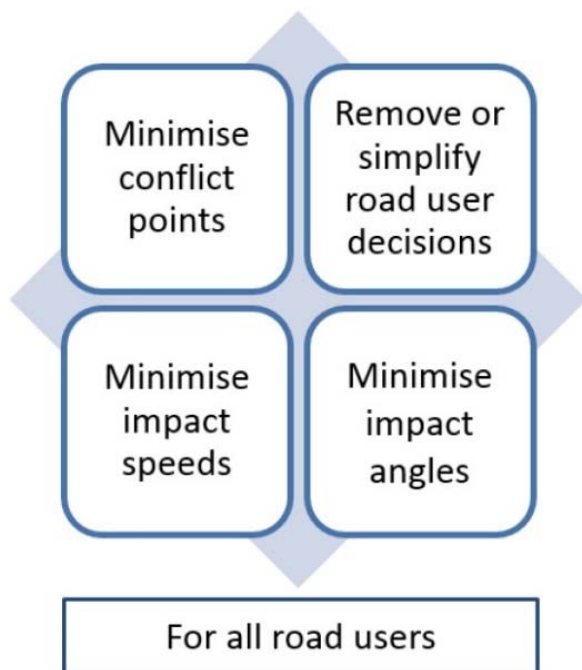 Minimise
conflict
points
Remove or
simplify
road user
decisions
Minimise
impact
speeds
Minimise
impact
angles
For all road users